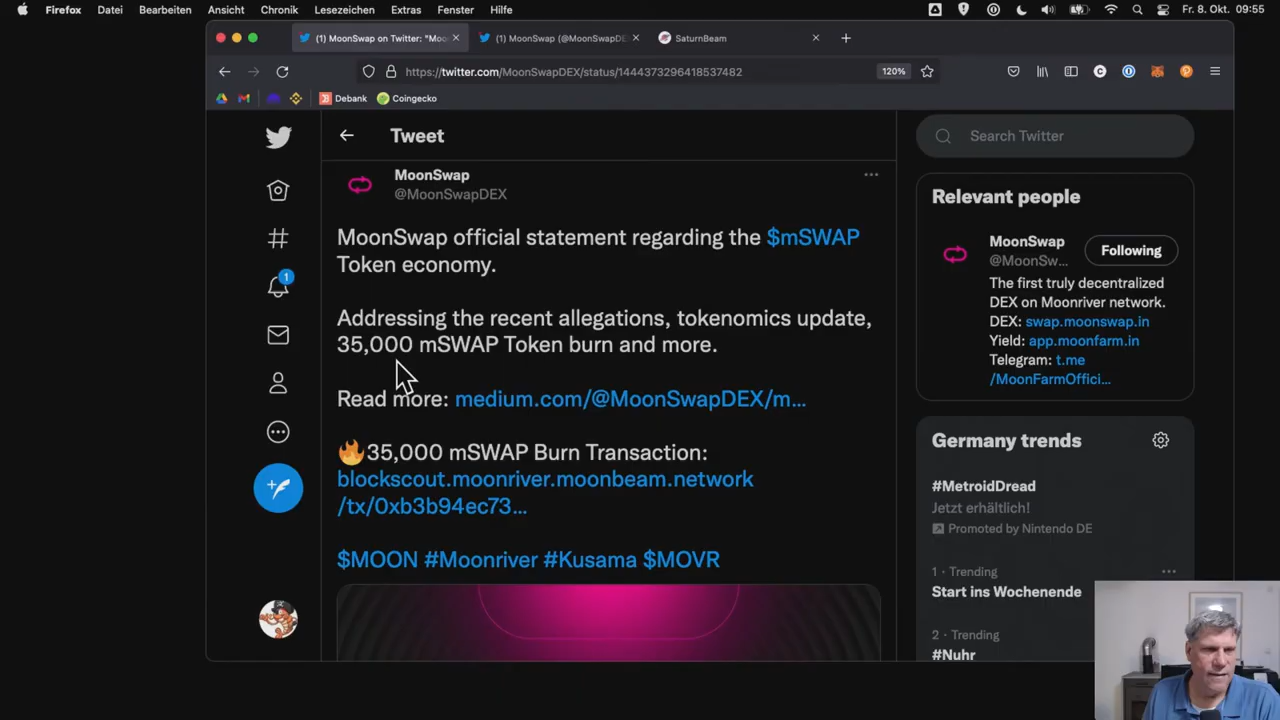 Firefox Datei Bearbeiten Ansicht Chronik Lesezeichen Extras Fenster Hilfe Fr. 8. Okt. 09:55
(1) MoonSwap on Twitter: "Moo (1) MoonSwap (@MoonSwapDE SaturnBeam
https://twitter.com/MoonSwapDEX/status/1444373296418537482 120%
Debank Coingecko
Tweet
Search Twitter
MoonSwap
@MoonSwapDEX
MoonSwap official statement regarding the $mSWAP
Token economy.
Addressing the recent allegations, tokenomics update,
35,000 mSWAP Token burn and more.
Read more: medium.com/@MoonSwapDEX/m...
🔥35,000 mSWAP Burn Transaction:
blockscout.moonriver.moonbeam.network
/tx/0xb3b94ec73...
$MOON #Moonriver #Kusama $MOVR
1
Relevant people
MoonSwap
@MoonSw...
Following
The first truly decentralized
DEX on Moonriver network.
DEX: swap.moonswap.in
Yield: app.moonfarm.in
Telegram: t.me
/MoonFarmOffici...
Germany trends
#MetroidDread
Jetzt erhältlich!
Promoted by Nintendo DE
1 · Trending
Start ins Wochenende
2 · Trending
#Nuhr